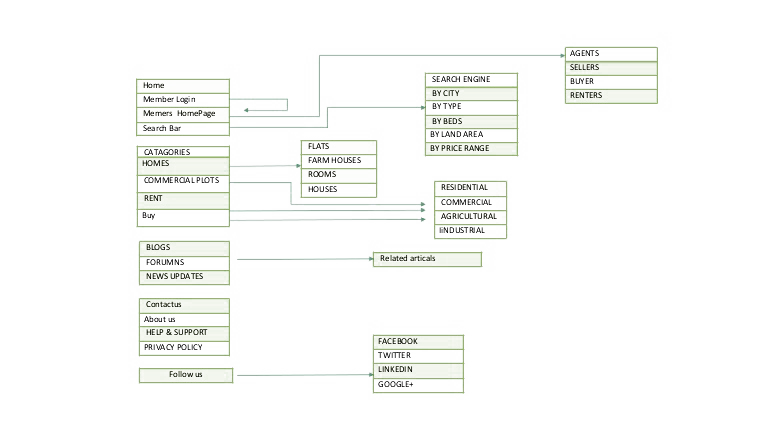 Home
Member Login
Memers HomePage
Search Bar
CATAGORIES
HOMES
COMMERCIAL PLOTS
RENT
Buy
BLOGS
FORUMNS
NEWS UPDATES
Contactus
About us
HELP & SUPPORT
PRIVACY POLICY
Follow us
FLATS
FARM HOUSES
ROOMS
HOUSES
SEARCH ENGINE
BY CITY
BY TYPE
BY BEDS
BY LAND AREA
BY PRICE RANGE
AGENTS
SELLERS
BUYER
RENTERS
RESIDENTIAL
COMMERCIAL
AGRICULTURAL
IiNDUSTRIAL
Related articals
FACEBOOK
TWITTER
LINKEDIN
GOOGLE+